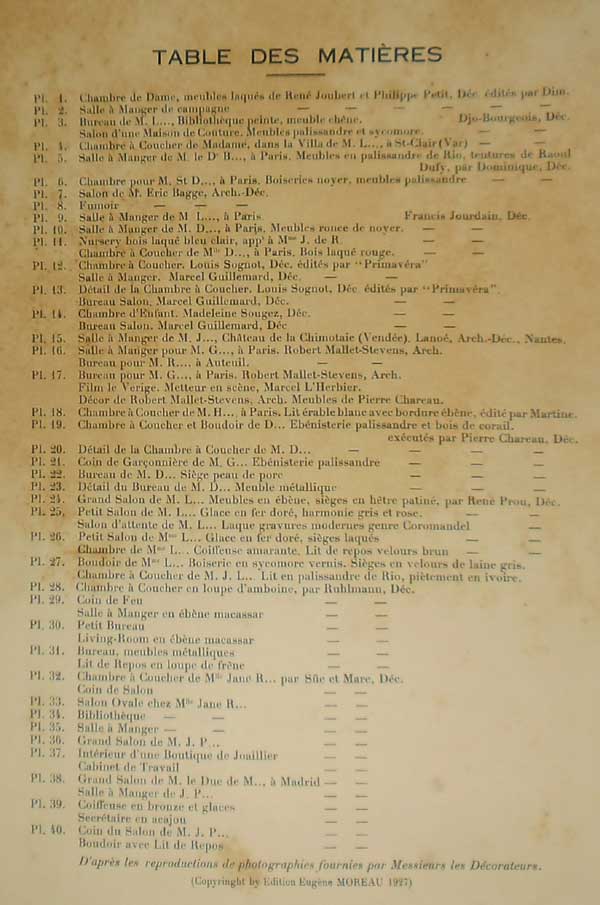 TABLE DES MATIÈRES
Pl. 1. Chambre de Dame, meubles laqués de René Joubert et Philippe Petit, Déc. édités par Dim.
Pl. 2. Salle à Manger de campagne — — — — — —
Pl. 3. Bureau de M. L..., Bibliothèque peinte, meuble ébène. Djo-Bourgeois, Déc.
Salon d'une Maison de Couture. Meubles palissandre et sycomore. — —
Pl. 4. Chambre à Coucher de Madame, dans la Villa de M. L..., à St-Clair (Var) — —
Pl. 5. Salle à Manger de M. le Dr B..., à Paris. Meubles en palissandre de Rio, tentures de Raoul
Dufy, par Dominique, Déc.
Pl. 6. Chambre pour M. St D..., à Paris. Boiseries noyer, meubles palissandre — —
Pl. 7. Salon de Mr. Eric Bagge, Arch.-Déc.
Pl. 8. Fumoir — — —
Pl. 9. Salle à Manger de M L..., à Paris Francis Jourdain, Déc.
Pl. 10. Salle à Manger de M. D..., à Paris. Meubles ronce de noyer. — —
Pl. 11. Nursery bois laqué bleu clair, appt à Mme J. de R. — —
Chambre à Coucher de Mlle D..., à Paris. Bois laqué rouge. — —
Pl. 12. Chambre à Coucher. Louis Sognot, Déc. édités par "Primavéra"
Salle à Manger. Marcel Guillemard, Déc. — —
Pl. 13. Détail de la Chambre à Coucher. Louis Sognot, Déc édités par "Primavéra".
Bureau Salon. Marcel Guillemard, Déc. — —
Pl. 14. Chambre d'Enfant. Madeleine Sougez, Déc. — —
Bureau Salon. Marcel Guillemard, Déc — —
Pl. 15. Salle à Manger de M. J..., Château de la Chimotaie (Vendée). Lanoé, Arch.-Déc., Nantes.
Pl. 16. Salle à Manger pour M. G..., à Paris. Robert Mallet-Stevens, Arch.
Bureau pour M. R..., à Auteuil. — —
Pl. 17. Bureau pour M. G..., à Paris. Robert Mallet-Stevens, Arch.
Film le Verige. Metteur en scène, Marcel L'Herbier.
Décor de Robert Mallet-Stevens, Arch. Meubles de Pierre Chareau.
Pl. 18. Chambre à Coucher de M. H..., à Paris. Lit érable blanc avec bordure ébène, édité par Martine.
Pl. 19. Chambre à Coucher et Boudoir de D... Ebénisterie palissandre et bois de corail.
exécutés par Pierre Chareau, Déc.
Pl. 20. Détail de la Chambre à Coucher de M. D... — — — —
Pl. 21. Coin de Garçonnière de M. G... Ebénisterie palissandre — — —
Pl. 22. Bureau de M. D... Siège peau de porc — — —
Pl. 23. Détail du Bureau de M. D... Meuble métallique — — —
Pl. 24. Grand Salon de M. L... Meubles en ébène, sièges en hêtre patiné, par René Prou, Déc.
Pl. 25. Petit Salon de M. L... Glace en fer doré, harmonie gris et rose. — —
Salon d'attente de M. L... Laque gravures modernes genre Coromandel — —
Pl. 26. Petit Salon de Mme L... Glace en fer doré, sièges laqués — —
Chambre de Mme L... Coiffeuse amarante. Lit de repos velours brun — —
Pl. 27. Boudoir de Mme L... Boiserie en sycomore vernis. Sièges en velours de laine gris.
Chambre à Coucher de M. J. L... Lit en palissandre de Rio, piètement en ivoire.
Pl. 28. Chambre à Coucher en loupe d'amboine, par Ruhlmann, Déc.
Pl. 29. Coin de Feu — —
Salle à Manger en ébène macassar — —
Pl. 30. Petit Bureau — —
Living-Room en ébène macassar — —
Pl. 31. Bureau, meubles métalliques — —
Lit de Repos en loupe de frêne — —
Pl. 32. Chambre à Coucher de Mlle Jane R... par Süe et Mare, Déc.
Coin de Salon — —
Pl. 33. Salon Ovale chez Mlle Jane R... — —
Pl. 34. Bibliothèque — — — —
Pl. 35. Salle à Manger — — — —
Pl. 36. Grand Salon de M. J. P... — —
Pl. 37. Intérieur d'une Boutique de Joaillier — —
Cabinet de Travail — —
Pl. 38. Grand Salon de M. le Duc de M..., à Madrid — —
Salle à Manger de J. P... — —
Pl. 39. Coiffeuse en bronze et glaces — —
Secrétaire en acajou — —
Pl. 40. Coin du Salon de M. J. P... — —
Boudoir avec Lit de Repos — —
D'après les reproductions de photographies fournies par Messieurs les Décorateurs.
(Copyringht by Edition Eugène MOREAU 1927)